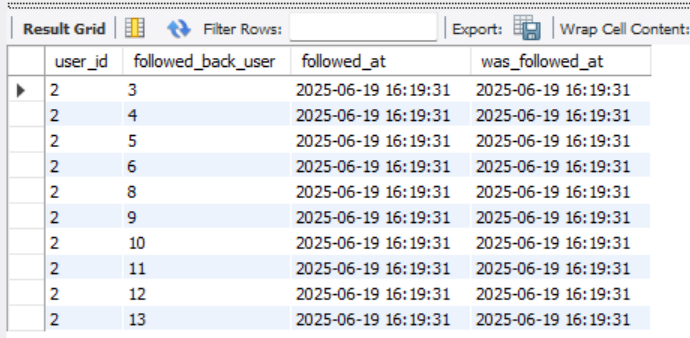 Result Grid Filter Rows: Export: Wrap Cell Content:
user_id followed_back_user followed_at was_followed_at
2 3 2025-06-19 16:19:31 2025-06-19 16:19:31
2 4 2025-06-19 16:19:31 2025-06-19 16:19:31
2 5 2025-06-19 16:19:31 2025-06-19 16:19:31
2 6 2025-06-19 16:19:31 2025-06-19 16:19:31
2 8 2025-06-19 16:19:31 2025-06-19 16:19:31
2 9 2025-06-19 16:19:31 2025-06-19 16:19:31
2 10 2025-06-19 16:19:31 2025-06-19 16:19:31
2 11 2025-06-19 16:19:31 2025-06-19 16:19:31
2 12 2025-06-19 16:19:31 2025-06-19 16:19:31
2 13 2025-06-19 16:19:31 2025-06-19 16:19:31